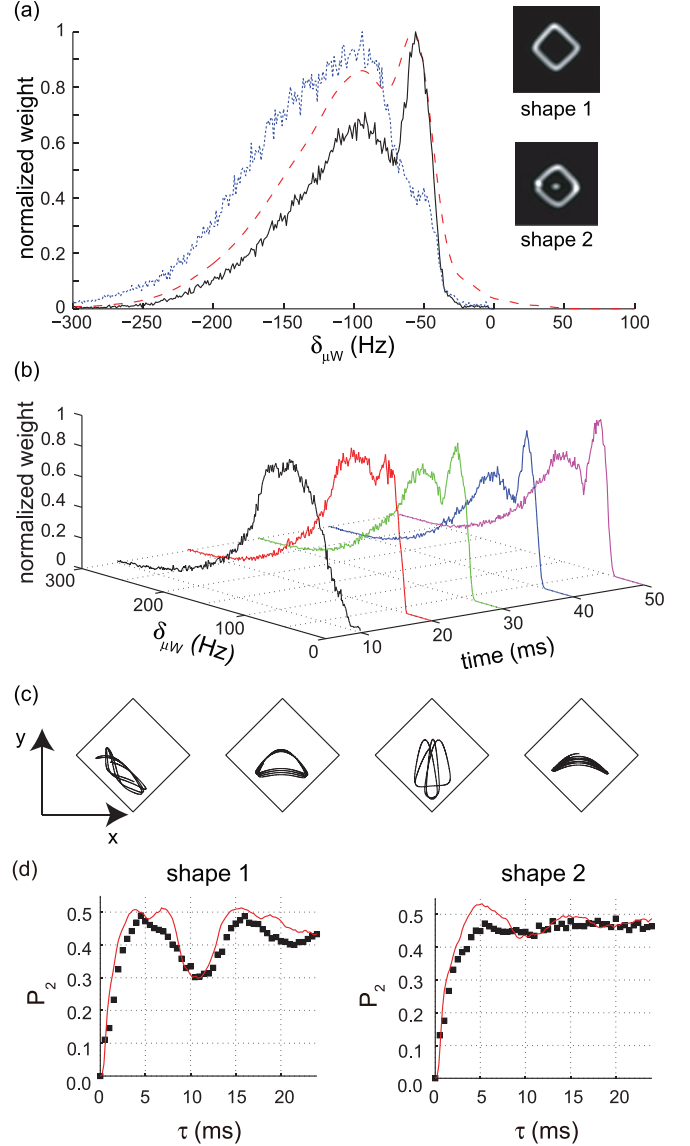 (a)
normalized weight
1
0.8
0.6
0.4
0.2
0
−300 −250 −200 −150 −100 −50 0 50 100
δμW (Hz)
shape 1
shape 2
(b)
normalized weight
1
0.8
0.6
0.4
0.2
0
300
200
100
0
δμW (Hz)
10
20
30
40
50
time (ms)
(c)
y
x
(d)
shape 1
shape 2
P2
0.5
0.4
0.3
0.2
0.1
0.0
0 5 10 15 20
τ (ms)
P2
0.5
0.4
0.3
0.2
0.1
0.0
0 5 10 15 20
τ (ms)